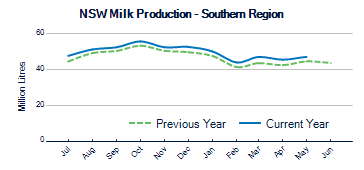 NSW Milk Production - Southern Region
60
40
20
0
Million Litres
Jul Aug Sep Oct Nov Dec Jan Feb Mar Apr May Jun
Previous Year Current Year